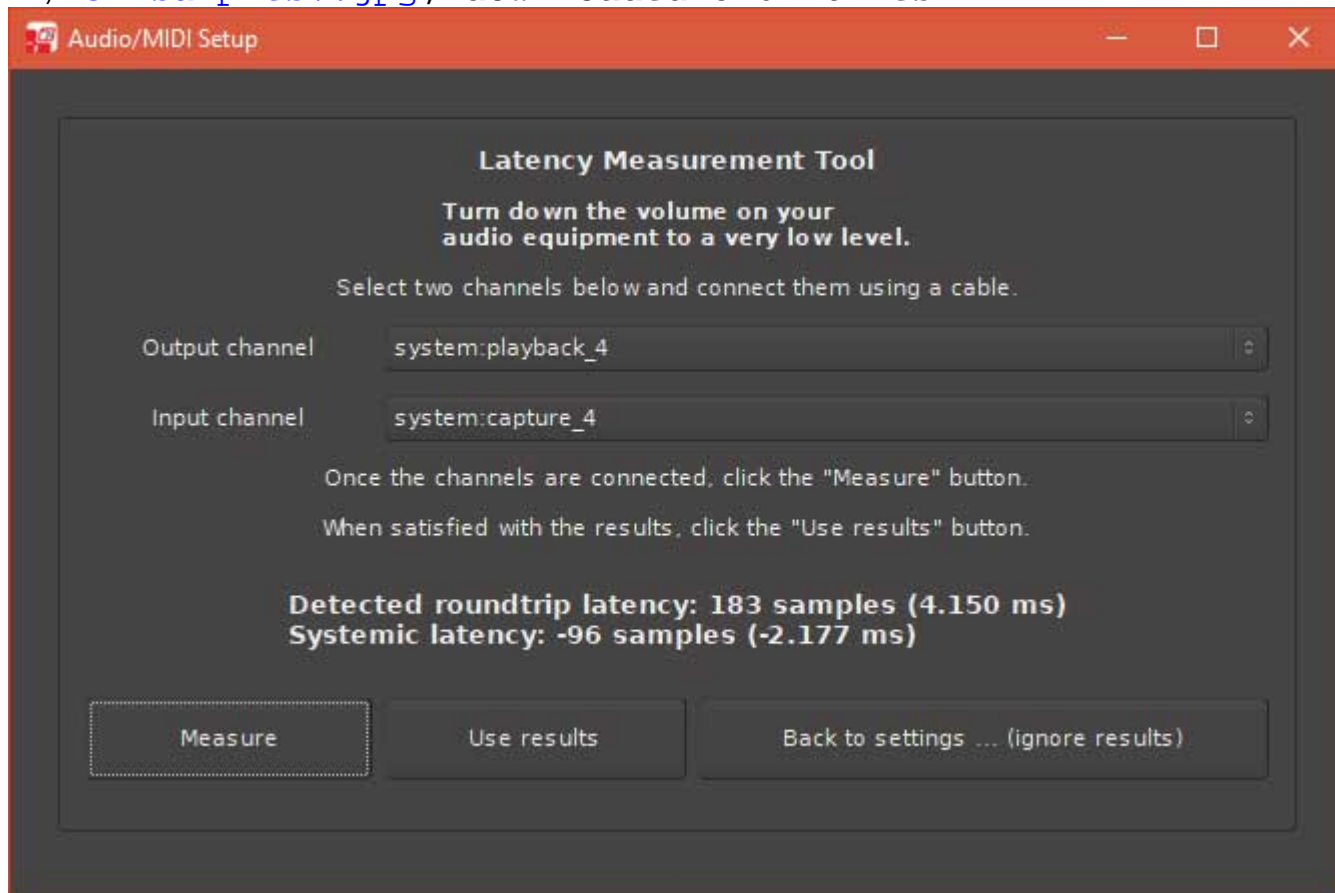 Audio/MIDI Setup
Latency Measurement Tool
Turn down the volume on your
audio equipment to a very low level.
Select two channels below and connect them using a cable.
Output channel system:playback_4
Input channel system:capture_4
Once the channels are connected, click the "Measure" button.
When satisfied with the results, click the "Use results" button.
Detected roundtrip latency: 183 samples (4.150 ms)
Systemic latency: -96 samples (-2.177 ms)
Measure Use results Back to settings ... (ignore results)